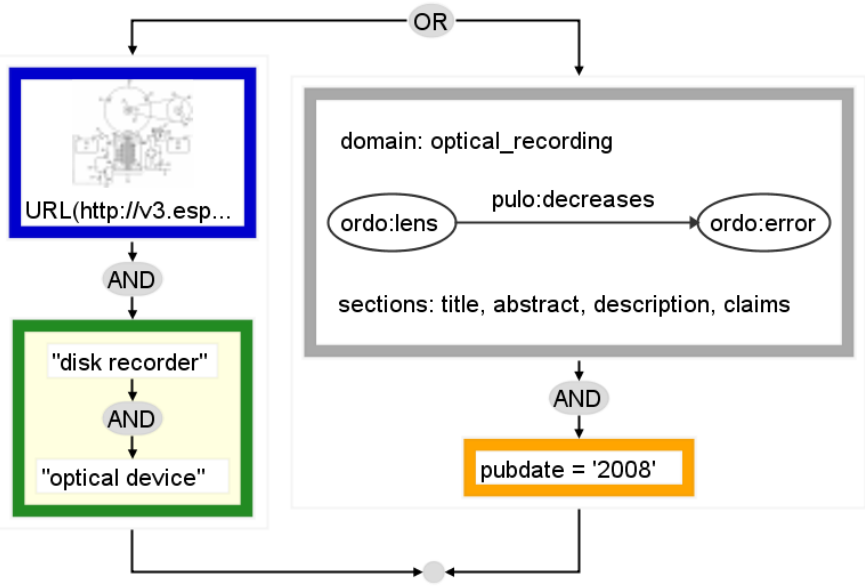 OR
URL(http://v3.esp...
AND
"disk recorder"
AND
"optical device"
domain: optical_recording
pulo:decreases
ordo:lens
ordo:error
sections: title, abstract, description, claims
AND
pubdate = '2008'